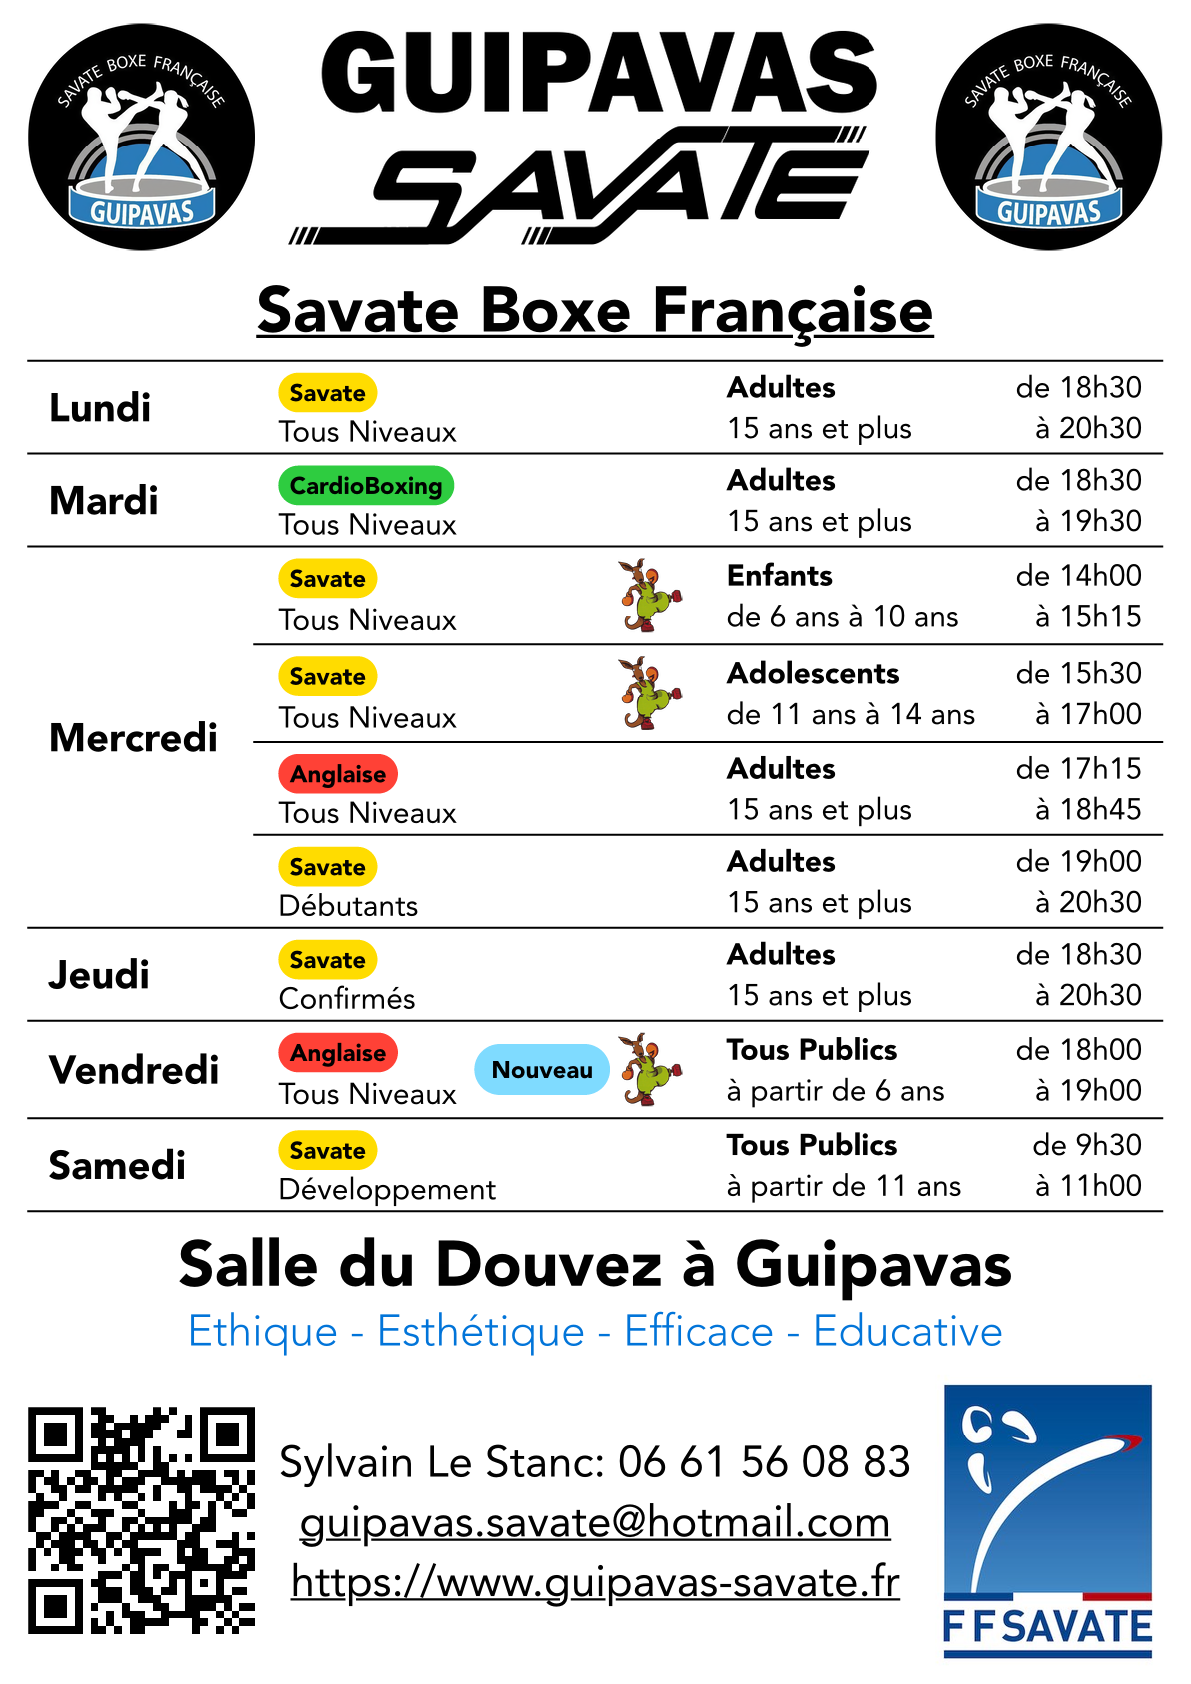 SAVATE BOXE FRANÇAISE
GUIPAVAS
GUIPAVAS
SAVATE
SAVATE BOXE FRANÇAISE
GUIPAVAS
Savate Boxe Française
Lundi
Savate
Tous Niveaux
Adultes
15 ans et plus
de 18h30
à 20h30
Mardi
CardioBoxing
Tous Niveaux
Adultes
15 ans et plus
de 18h30
à 19h30
Mercredi
Savate
Tous Niveaux
Enfants
de 6 ans à 10 ans
de 14h00
à 15h15
Savate
Tous Niveaux
Adolescents
de 11 ans à 14 ans
de 15h30
à 17h00
Anglaise
Tous Niveaux
Adultes
15 ans et plus
de 17h15
à 18h45
Savate
Débutants
Adultes
15 ans et plus
de 19h00
à 20h30
Jeudi
Savate
Confirmés
Adultes
15 ans et plus
de 18h30
à 20h30
Vendredi
Anglaise
Tous Niveaux
Nouveau
Tous Publics
à partir de 6 ans
de 18h00
à 19h00
Samedi
Savate
Développement
Tous Publics
à partir de 11 ans
de 9h30
à 11h00
Salle du Douvez à Guipavas
Ethique - Esthétique - Efficace - Educative
Sylvain Le Stanc: 06 61 56 08 83
guipavas.savate@hotmail.com
https://www.guipavas-savate.fr
FFSAVATE